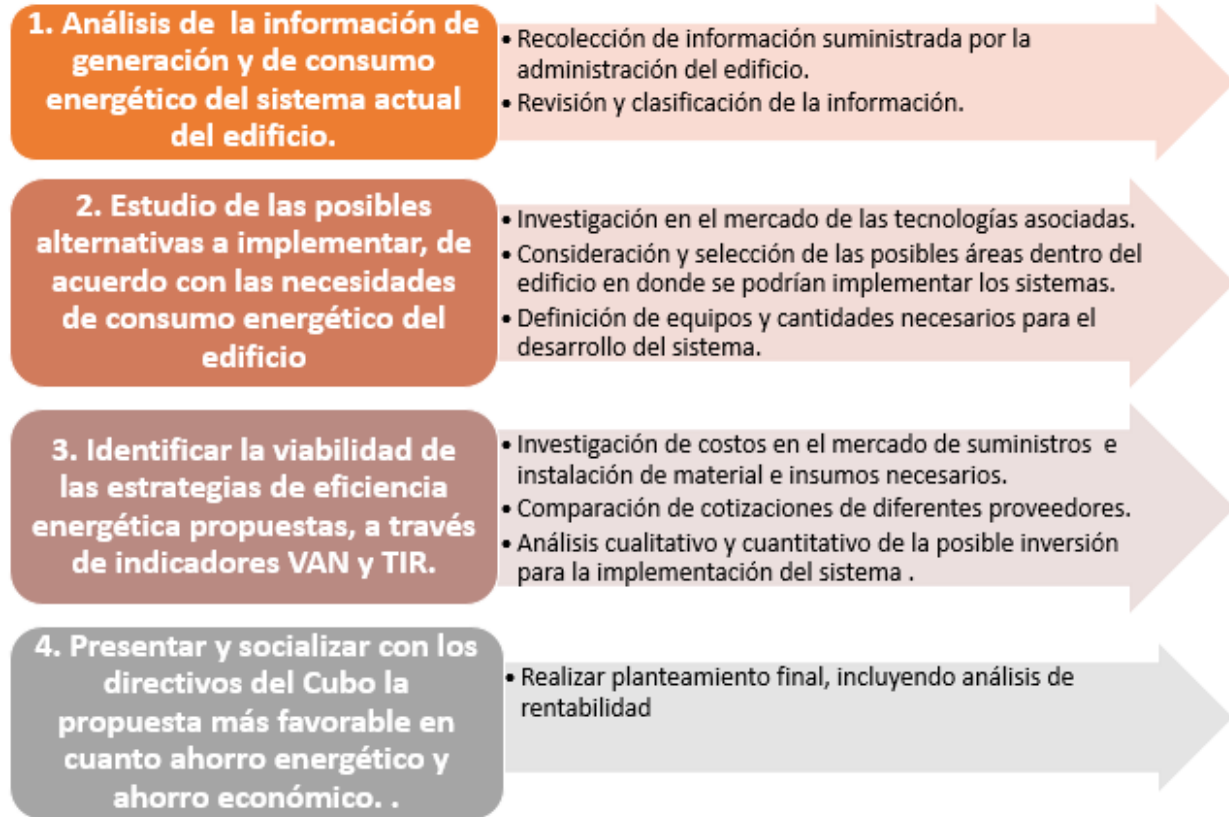 1. Análisis de la información de
generación y de consumo
energético del sistema actual
del edificio.
• Recolección de información suministrada por la
administración del edificio.
• Revisión y clasificación de la información.
2. Estudio de las posibles
alternativas a implementar, de
acuerdo con las necesidades
de consumo energético del
edificio
• Investigación en el mercado de las tecnologías asociadas.
• Consideración y selección de las posibles áreas dentro del
edificio en donde se podrían implementar los sistemas.
• Definición de equipos y cantidades necesarios para el
desarrollo del sistema.
3. Identificar la viabilidad de
las estrategias de eficiencia
energética propuestas, a través
de indicadores VAN y TIR.
• Investigación de costos en el mercado de suministros e
instalación de material e insumos necesarios.
• Comparación de cotizaciones de diferentes proveedores.
• Análisis cualitativo y cuantitativo de la posible inversión
para la implementación del sistema .
4. Presentar y socializar con los
directivos del Cubo la
propuesta más favorable en
cuanto ahorro energético y
ahorro económico. .
• Realizar planteamiento final, incluyendo análisis de
rentabilidad